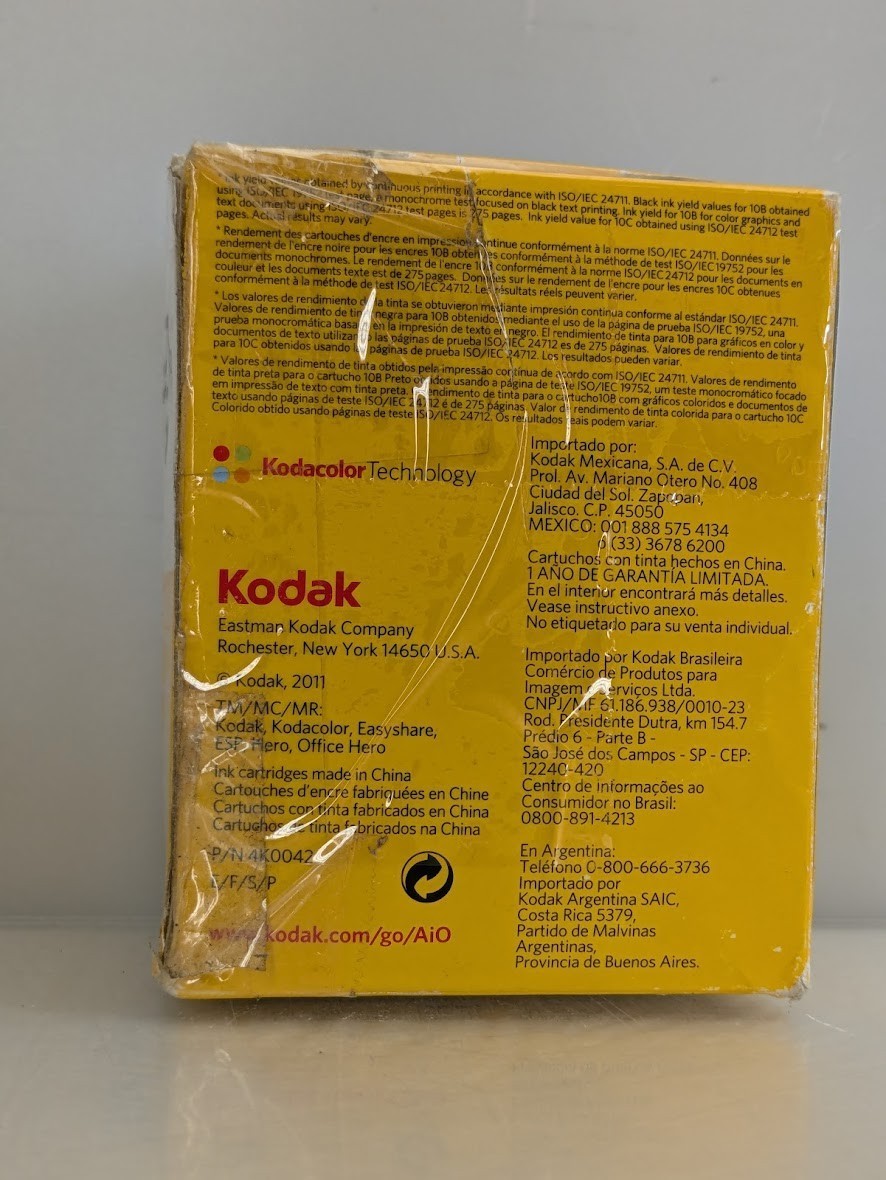 * Ink yield obtained by continuous printing in accordance with ISO/IEC 24711. Black ink yield values for 10B obtained
using ISO/IEC page, a monochrome test focused on black text printing. Ink yield for 10B for color graphics and
text documents using ISO/IEC 24712 test pages is 275 pages. Ink yield value for 10C obtained using ISO/IEC 24712 test
pages. Actual results may vary.
* Rendement des cartouches d'encre en impression continue conformément à la norme ISO/IEC 24711. Données sur le
rendement de l'encre noire pour les encres 10B obtenues conformément à la méthode de test ISO/IEC 19752 pour les
documents monochromes. Le rendement de l'encre 10B conformément à la norme ISO/IEC 24712 pour les documents en
couleur et les documents texte est de 275 pages. Données sur le rendement de l'encre pour les encres 10C obtenues
conformément à la méthode de test ISO/IEC 24712. Les résultats réels peuvent varier.
* Los valores de rendimiento de la tinta se obtuvieron mediante impresión continua conforme al estándar ISO/IEC 24711.
Valores de rendimiento de tinta negra para 10B obtenidos mediante el uso de la página de prueba ISO/IEC 19752, una
prueba monocromática basada en la impresión de texto en negro. El rendimiento de tinta para 10B para gráficos en color y
documentos de texto utilizando las páginas de prueba ISO/IEC 24712 es de 275 páginas. Valores de rendimiento de tinta
para 10C obtenidos usando las páginas de prueba ISO/IEC 24712. Los resultados pueden variar.
* Valores de rendimento de tinta obtidos pela impressão contínua de acordo com ISO/IEC 24711. Valores de rendimento
de tinta preta para o cartucho 10B Preto obtidos usando a página de teste ISO/IEC 19752, um teste monocromático focado
em impressão de texto com tinta preta. Rendimento de tinta para o cartucho10B com gráficos coloridos e documentos de
texto usando páginas de teste ISO/IEC 24712 é de 275 páginas. Valor de rendimento de tinta colorida para o cartucho 10C
Colorido obtido usando páginas de teste ISO/IEC 24712. Os resultados reais podem variar.
Kodacolor Technology
Kodak
Eastman Kodak Company
Rochester, New York 14650 U.S.A.
© Kodak, 2011
TM/MC/MR:
Kodak, Kodacolor, Easyshare,
ESP, Hero, Office Hero
Ink cartridges made in China
Cartouches d'encre fabriquées en Chine
Cartuchos con tinta fabricados en China
Cartuchos de tinta fabricados na China
P/N 4K0042
E/F/S/P
www.kodak.com/go/AiO
Importado por:
Kodak Mexicana, S.A. de C.V.
Prol. Av. Mariano Otero No. 408
Ciudad del Sol. Zapopan,
Jalisco. C.P. 45050
MEXICO: 001 888 575 4134
ó (33) 3678 6200
Cartuchos con tinta hechos en China.
1 AÑO DE GARANTÍA LIMITADA.
En el interior encontrará más detalles.
Vease instructivo anexo.
No etiquetado para su venta individual.
Importado por Kodak Brasileira
Comércio de Produtos para
Imagem Serviços Ltda.
CNPJ/MF 61.186.938/0010-23
Rod. Presidente Dutra, km 154.7
Prédio 6 - Parte B -
São José dos Campos - SP - CEP:
12240-420
Centro de informações ao
Consumidor no Brasil:
0800-891-4213
En Argentina:
Teléfono 0-800-666-3736
Importado por
Kodak Argentina SAIC,
Costa Rica 5379,
Partido de Malvinas
Argentinas,
Provincia de Buenos Aires.